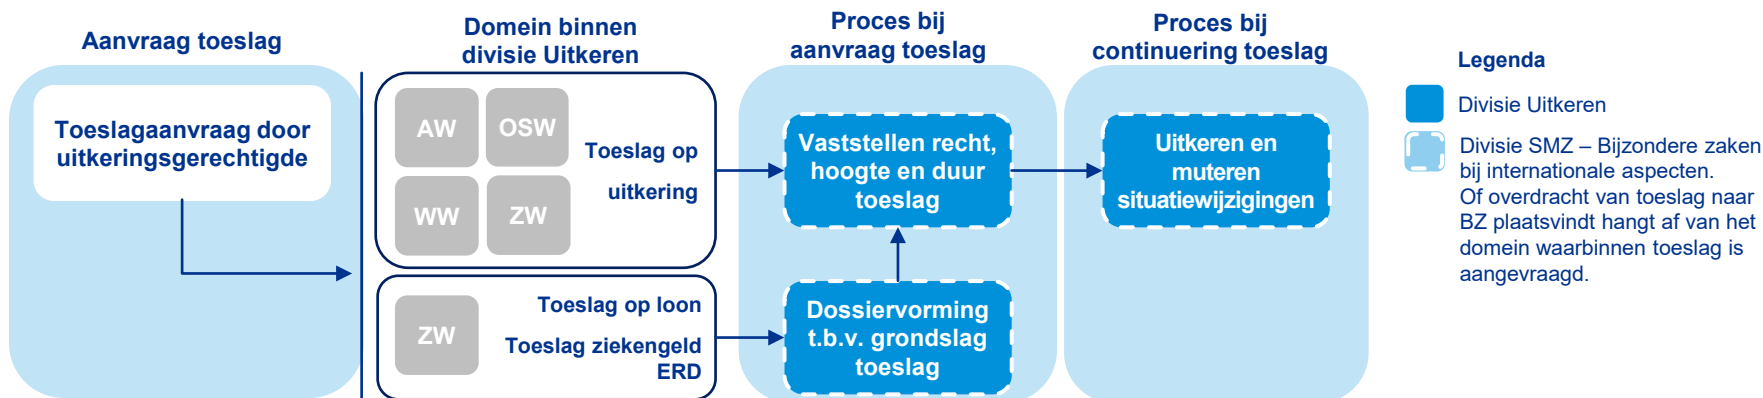 Aanvraag toeslag
Toeslagaanvraag door
uitkeringsgerechtigde
Domein binnen
divisie Uitkeren
AW
OSW
WW
ZW
Toeslag op
uitkering
ZW
Toeslag op loon
Toeslag ziekengeld
ERD
Proces bij
aanvraag toeslag
Vaststellen recht,
hoogte en duur
toeslag
Dossiervorming
t.b.v. grondslag
toeslag
Proces bij
continuering toeslag
Uitkeren en
muteren
situatiewijzigingen
Legenda
Divisie Uitkeren
Divisie SMZ – Bijzondere zaken
bij internationale aspecten.
Of overdracht van toeslag naar
BZ plaatsvindt hangt af van het
domein waarbinnen toeslag is
aangevraagd.